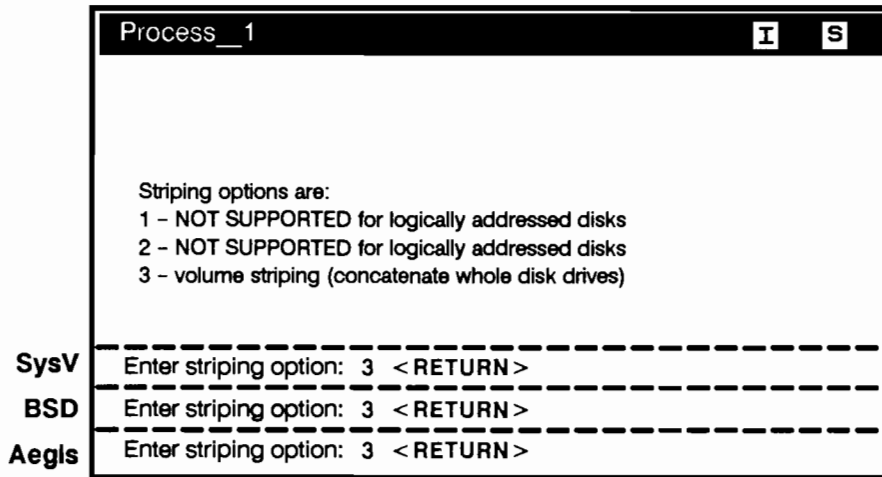 Process__1 I S
Striping options are:
1 – NOT SUPPORTED for logically addressed disks
2 – NOT SUPPORTED for logically addressed disks
3 – volume striping (concatenate whole disk drives)
SysV Enter striping option: 3 <RETURN>
BSD Enter striping option: 3 <RETURN>
Aegis Enter striping option: 3 <RETURN>